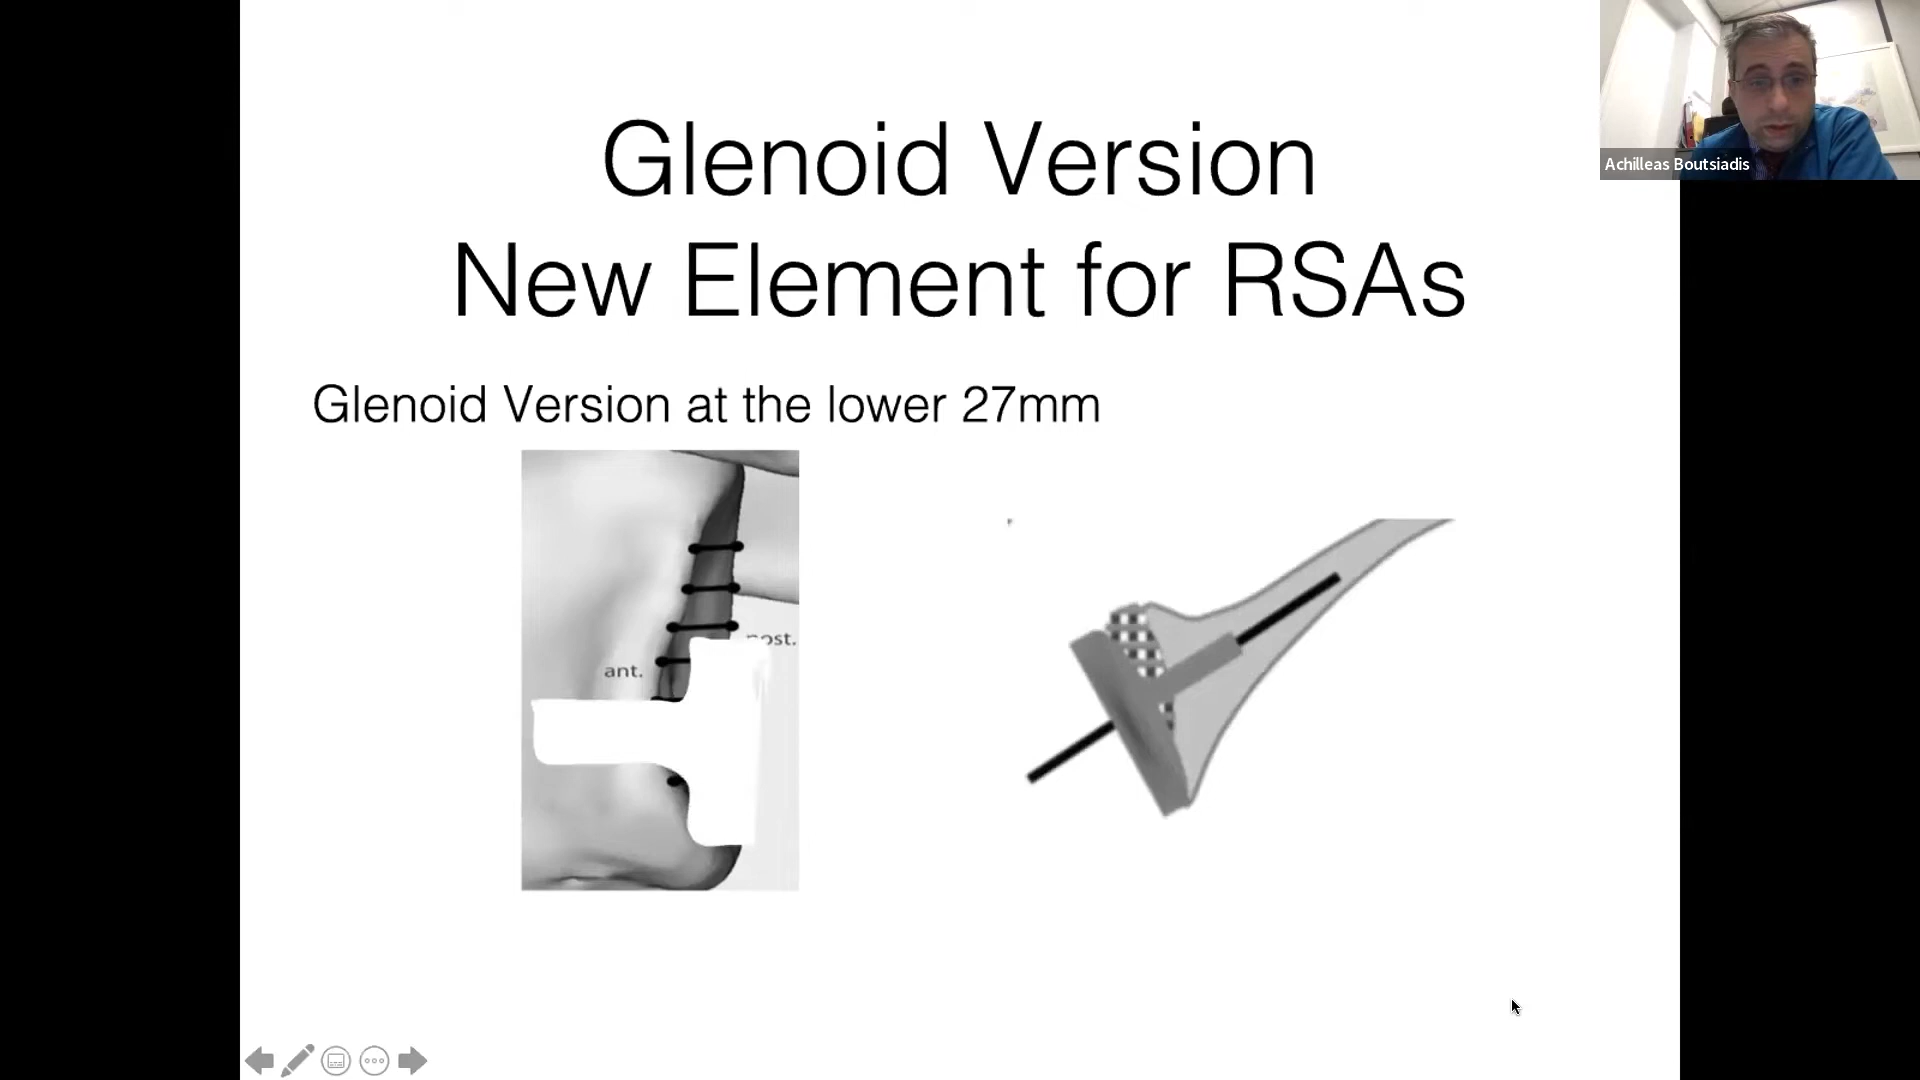 Glenoid Version
New Element for RSAs
Glenoid Version at the lower 27mm
post.
ant.
Achilleas Boutsiadis